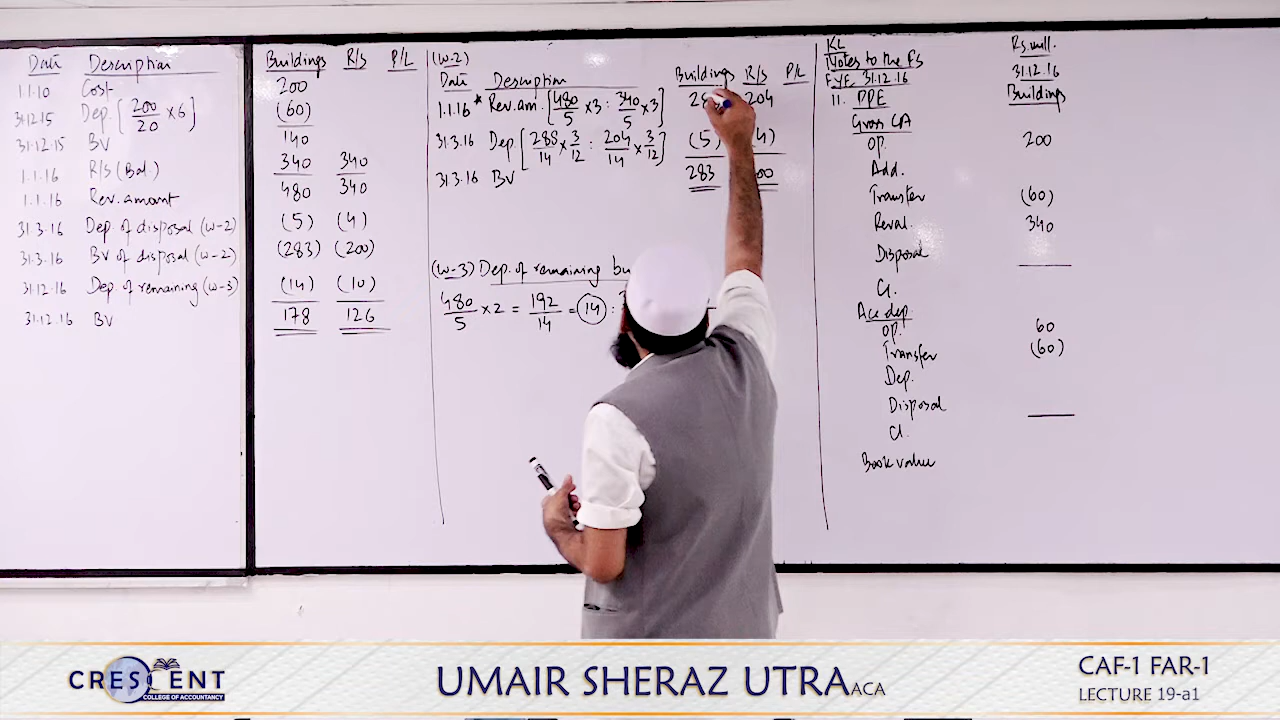 Date Description Buildings R/S P/L
1.1.10 Cost 200
31.12.15 Dep. [200/20 x 6] (60)
31.12.15 BV 140
1.1.16 R/S (Bal.) 340 340
1.1.16 Rev. amount 480 340
31.3.16 Dep. of disposal (w-2) (5) (4)
31.3.16 BV of disposal (w-2) (283) (200)
31.12.16 Dep. of remaining (w-3) (14) (10)
31.12.16 BV 178 126
(w-2)
Date Description Buildings R/S P/L
1.1.16 * Rev. am. [480/5 x 3 : 340/5 x 3] 204
31.3.16 Dep. [288/14 x 3/12 : 204/14 x 3/12] (5) 4)
31.3.16 BV 283 00
(w-3) Dep. of remaining bu
480/5 x 2 = 192/14 = 14 :
KL
Notes to the FS
FYE 31.12.16
Rs. mill.
31.12.16
11. PPE Buildings
Gross CA
Op. 200
Add.
Transfer (60)
Reval. 340
Disposal
Cl.
Acc dep.
Op. 60
Transfer (60)
Dep.
Disposal
Cl.
Book value
CRESCENT
COLLEGE OF ACCOUNTANCY
UMAIR SHERAZ UTRA ACA
CAF-1 FAR-1
LECTURE 19-a1